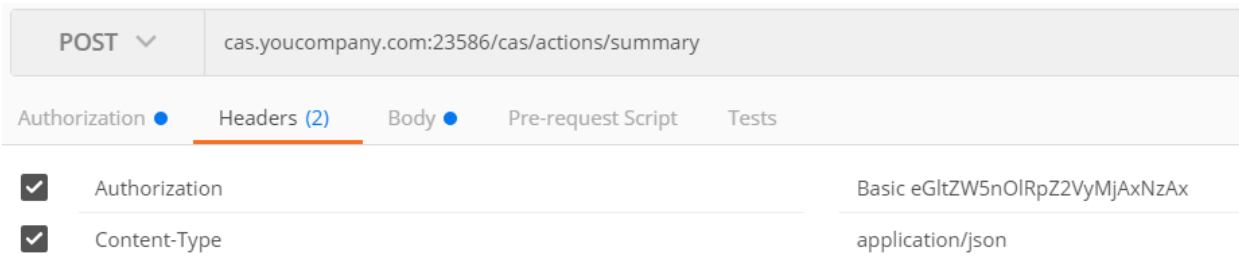 POST cas.youcompany.com:23586/cas/actions/summary
Authorization Headers (2) Body Pre-request Script Tests
Authorization Basic eGltZW5nOlRpZ2VyMjAxNzAx
Content-Type application/json